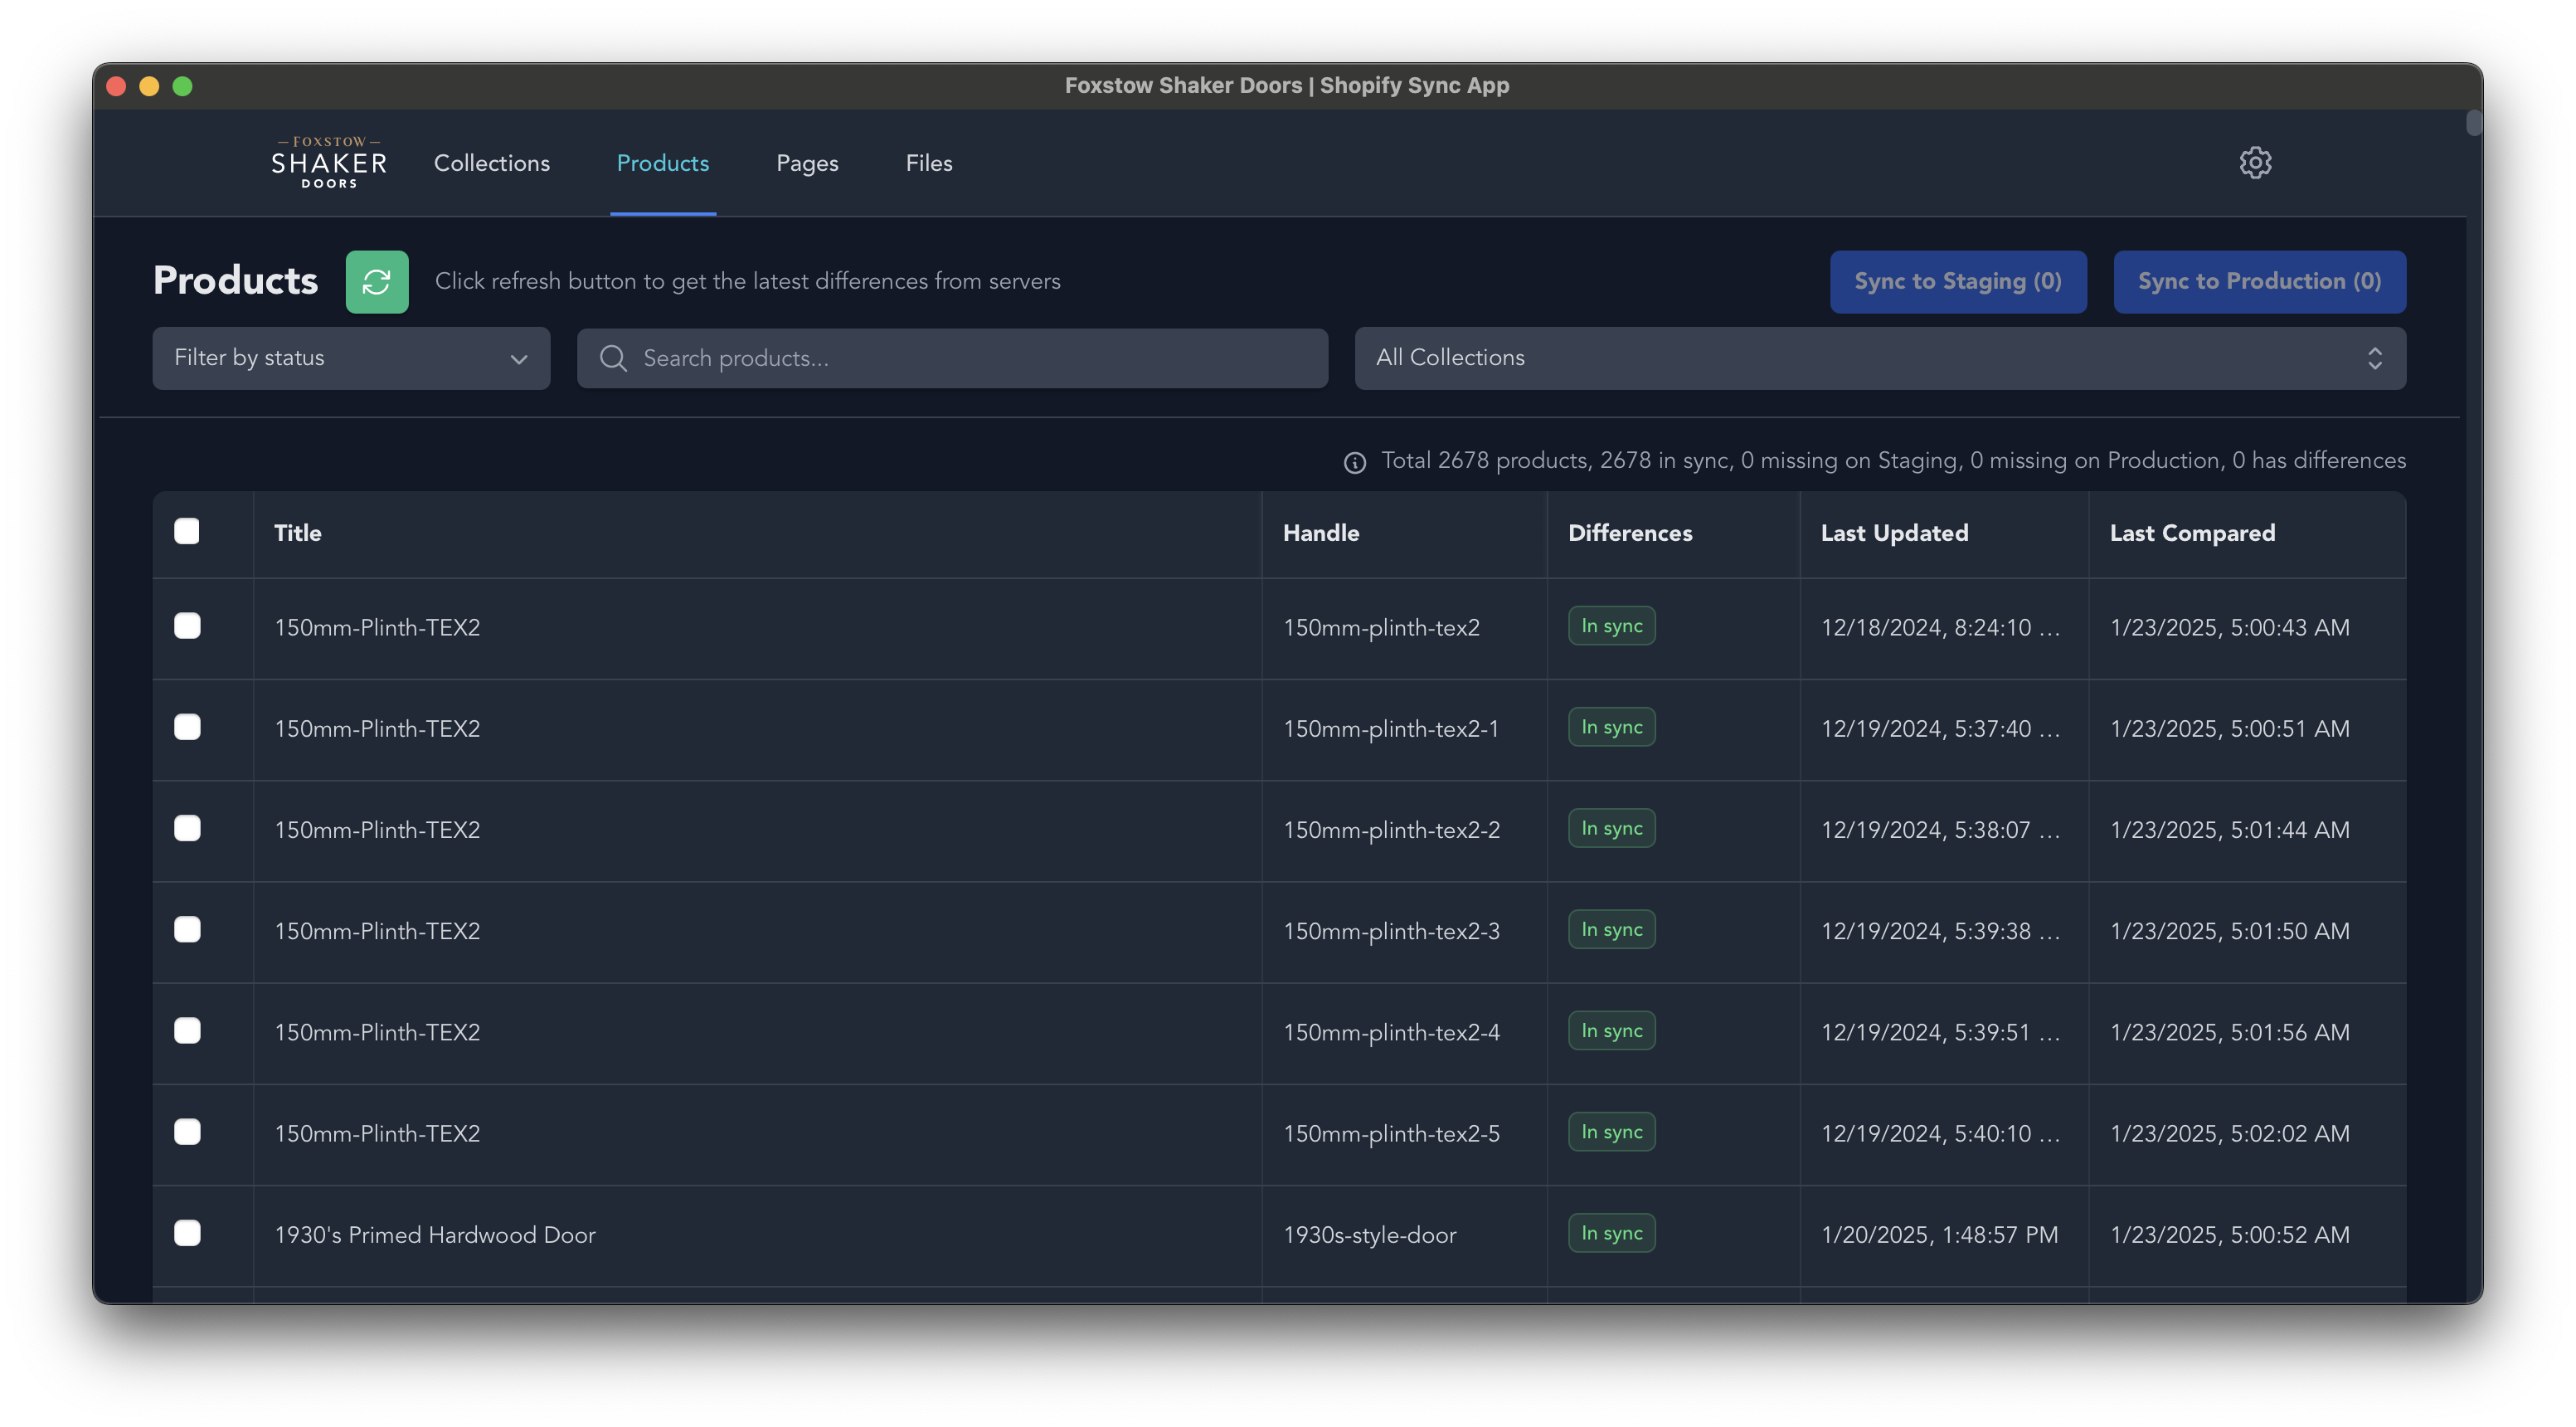 Foxstow Shaker Doors | Shopify Sync App
FOXSTOW
SHAKER
DOORS
Collections
Products
Pages
Files
Products
Click refresh button to get the latest differences from servers
Sync to Staging (0)
Sync to Production (0)
Filter by status
Search products...
All Collections
Total 2678 products, 2678 in sync, 0 missing on Staging, 0 missing on Production, 0 has differences
Title Handle Differences Last Updated Last Compared
150mm-Plinth-TEX2 150mm-plinth-tex2 In sync 12/18/2024, 8:24:10 … 1/23/2025, 5:00:43 AM
150mm-Plinth-TEX2 150mm-plinth-tex2-1 In sync 12/19/2024, 5:37:40 … 1/23/2025, 5:00:51 AM
150mm-Plinth-TEX2 150mm-plinth-tex2-2 In sync 12/19/2024, 5:38:07 … 1/23/2025, 5:01:44 AM
150mm-Plinth-TEX2 150mm-plinth-tex2-3 In sync 12/19/2024, 5:39:38 … 1/23/2025, 5:01:50 AM
150mm-Plinth-TEX2 150mm-plinth-tex2-4 In sync 12/19/2024, 5:39:51 … 1/23/2025, 5:01:56 AM
150mm-Plinth-TEX2 150mm-plinth-tex2-5 In sync 12/19/2024, 5:40:10 … 1/23/2025, 5:02:02 AM
1930's Primed Hardwood Door 1930s-style-door In sync 1/20/2025, 1:48:57 PM 1/23/2025, 5:00:52 AM